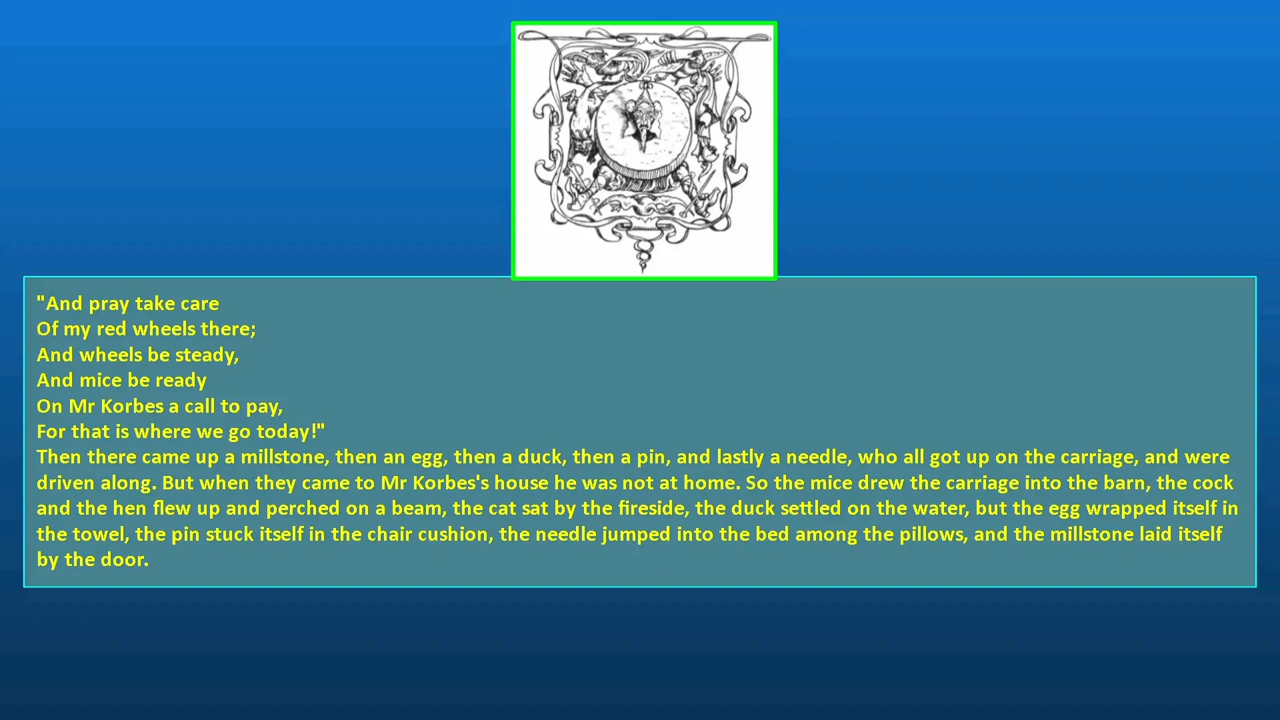 "And pray take care
Of my red wheels there;
And wheels be steady,
And mice be ready
On Mr Korbes a call to pay,
For that is where we go today!"
Then there came up a millstone, then an egg, then a duck, then a pin, and lastly a needle, who all got up on the carriage, and were
driven along. But when they came to Mr Korbes's house he was not at home. So the mice drew the carriage into the barn, the cock
and the hen flew up and perched on a beam, the cat sat by the fireside, the duck settled on the water, but the egg wrapped itself in
the towel, the pin stuck itself in the chair cushion, the needle jumped into the bed among the pillows, and the millstone laid itself
by the door.